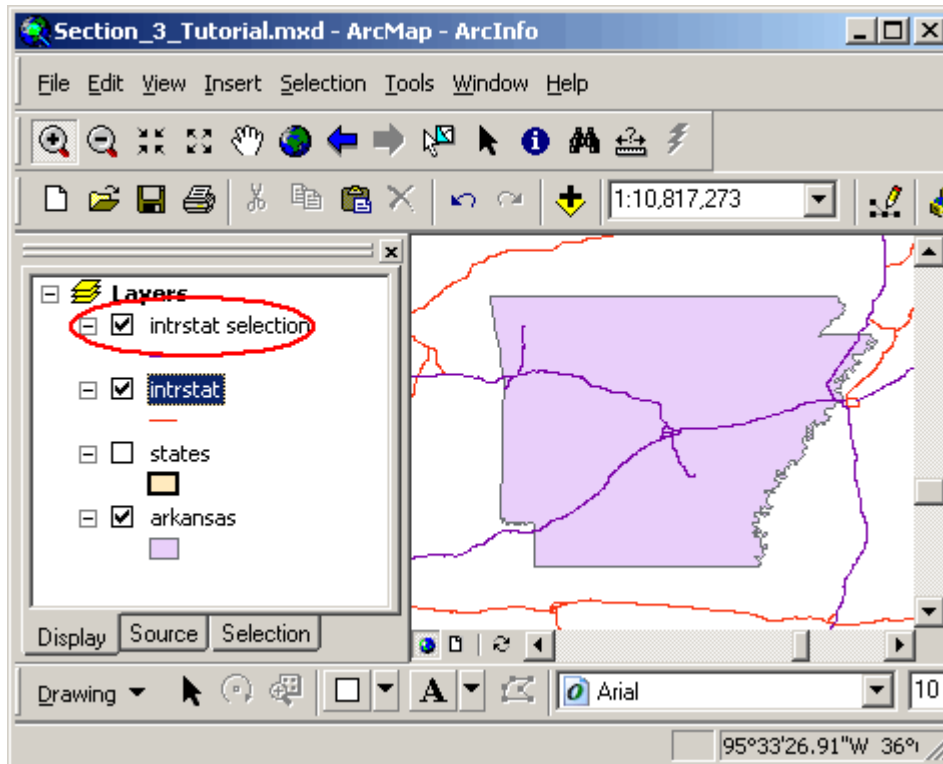 Section_3_Tutorial.mxd - ArcMap - ArcInfo
File Edit View Insert Selection Tools Window Help
1:10,817,273
Layers
intrstat selection
intrstat
states
arkansas
Display Source Selection
Drawing A Arial 10
95°33'26.91"W 36°